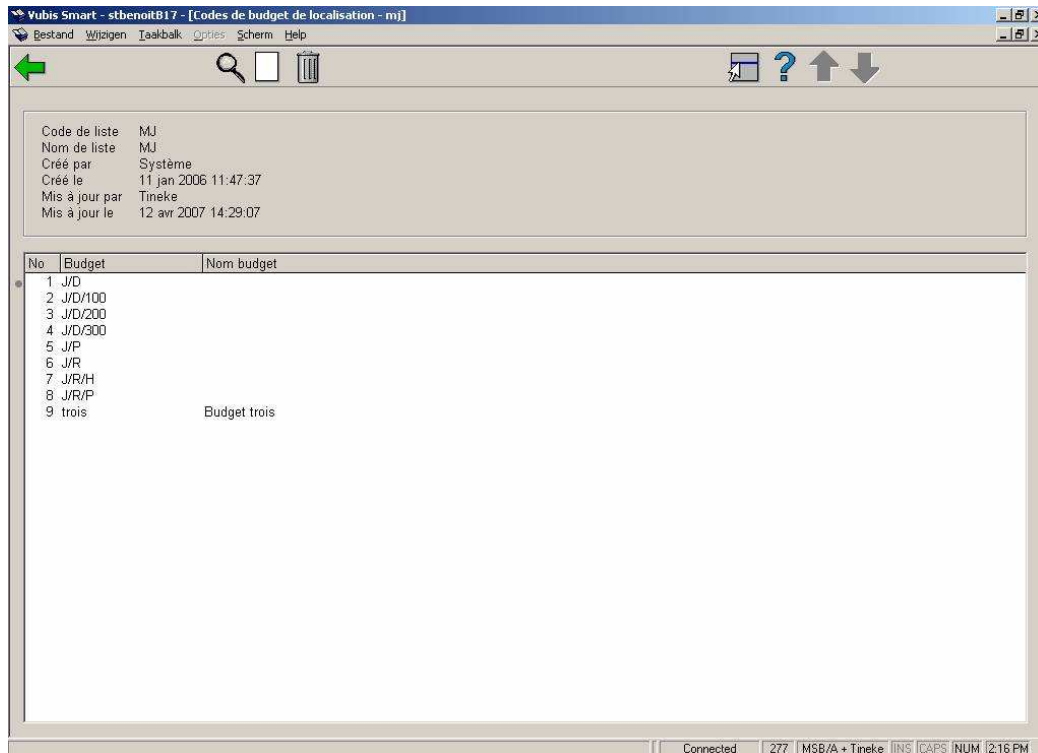 Vubis Smart - stbenoitB17 - [Codes de budget de localisation - mj]
Bestand Wijzigen Taakbalk Opties Scherm Help
Code de liste MJ
Nom de liste MJ
Créé par Système
Créé le 11 jan 2006 11:47:37
Mis à jour par Tineke
Mis à jour le 12 avr 2007 14:29:07
No Budget Nom budget
1 J/D
2 J/D/100
3 J/D/200
4 J/D/300
5 J/P
6 J/R
7 J/R/H
8 J/R/P
9 trois Budget trois
Connected 277 MSB/A + Tineke INS CAPS NUM 2:16 PM